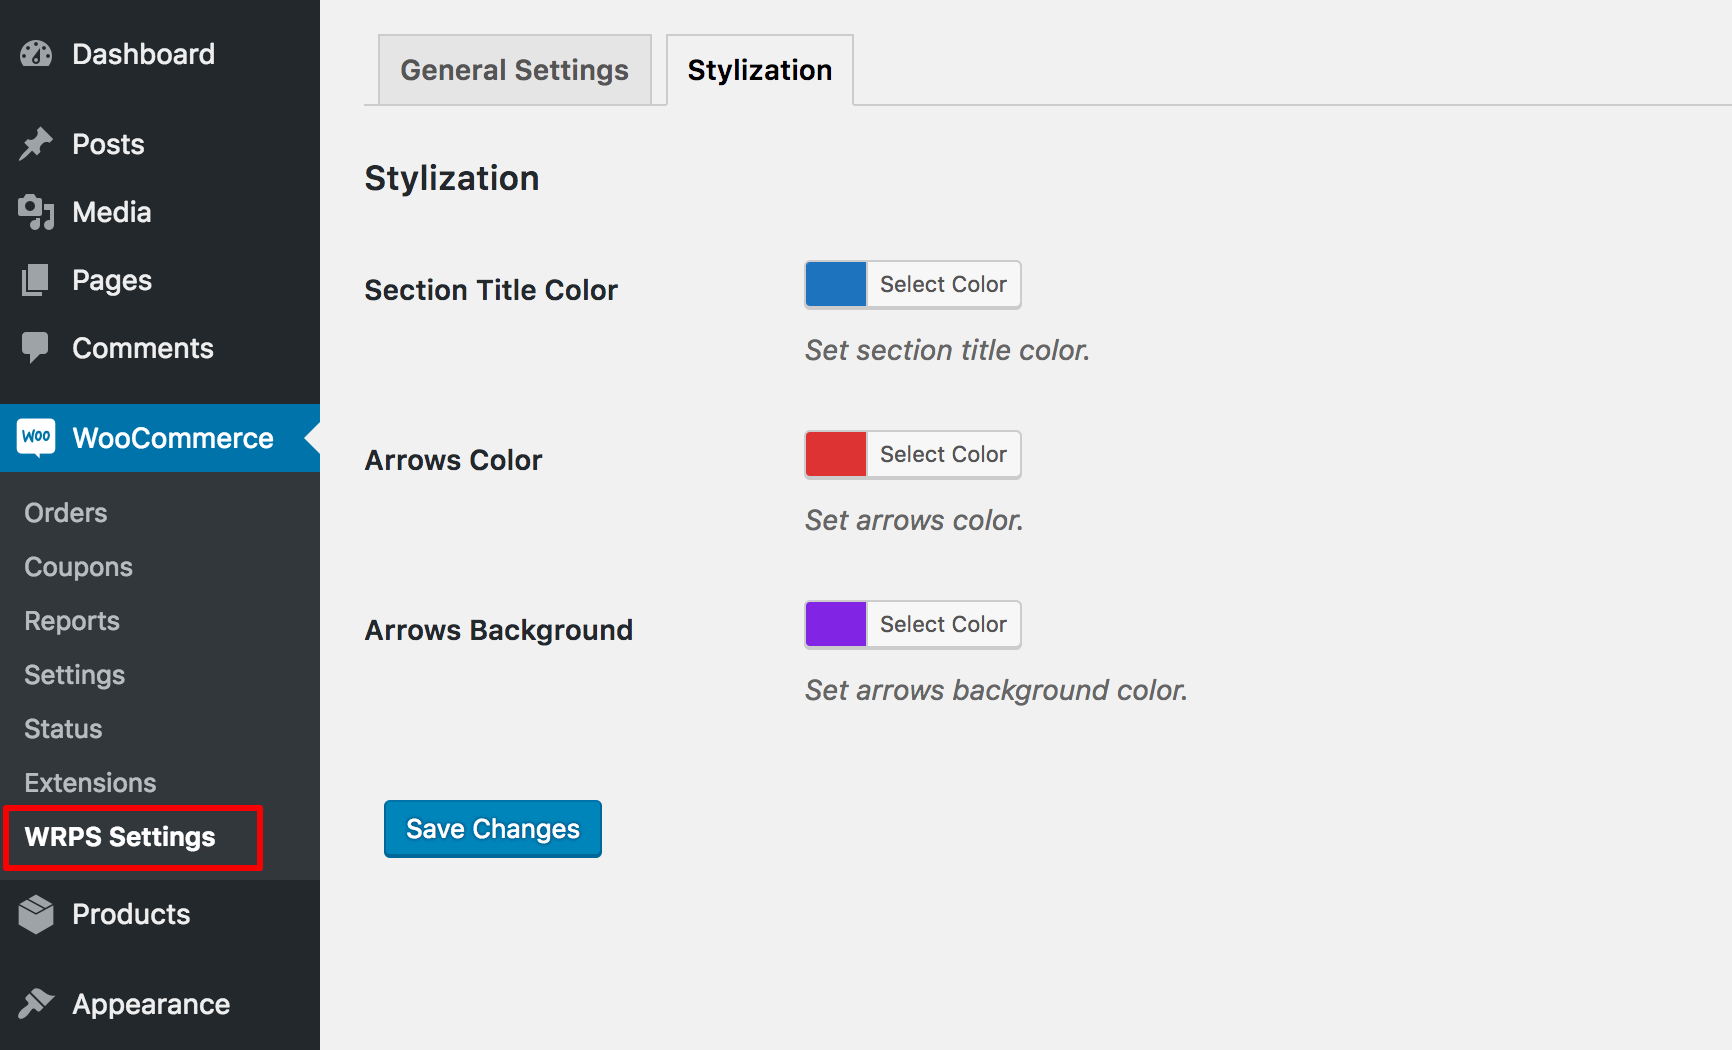 Dashboard
Posts
Media
Pages
Comments
Woo
WooCommerce
Orders
Coupons
Reports
Settings
Status
Extensions
WRPS Settings
Products
Appearance
General Settings
Stylization
Stylization
Section Title Color
Select Color
Set section title color.
Arrows Color
Select Color
Set arrows color.
Arrows Background
Select Color
Set arrows background color.
Save Changes